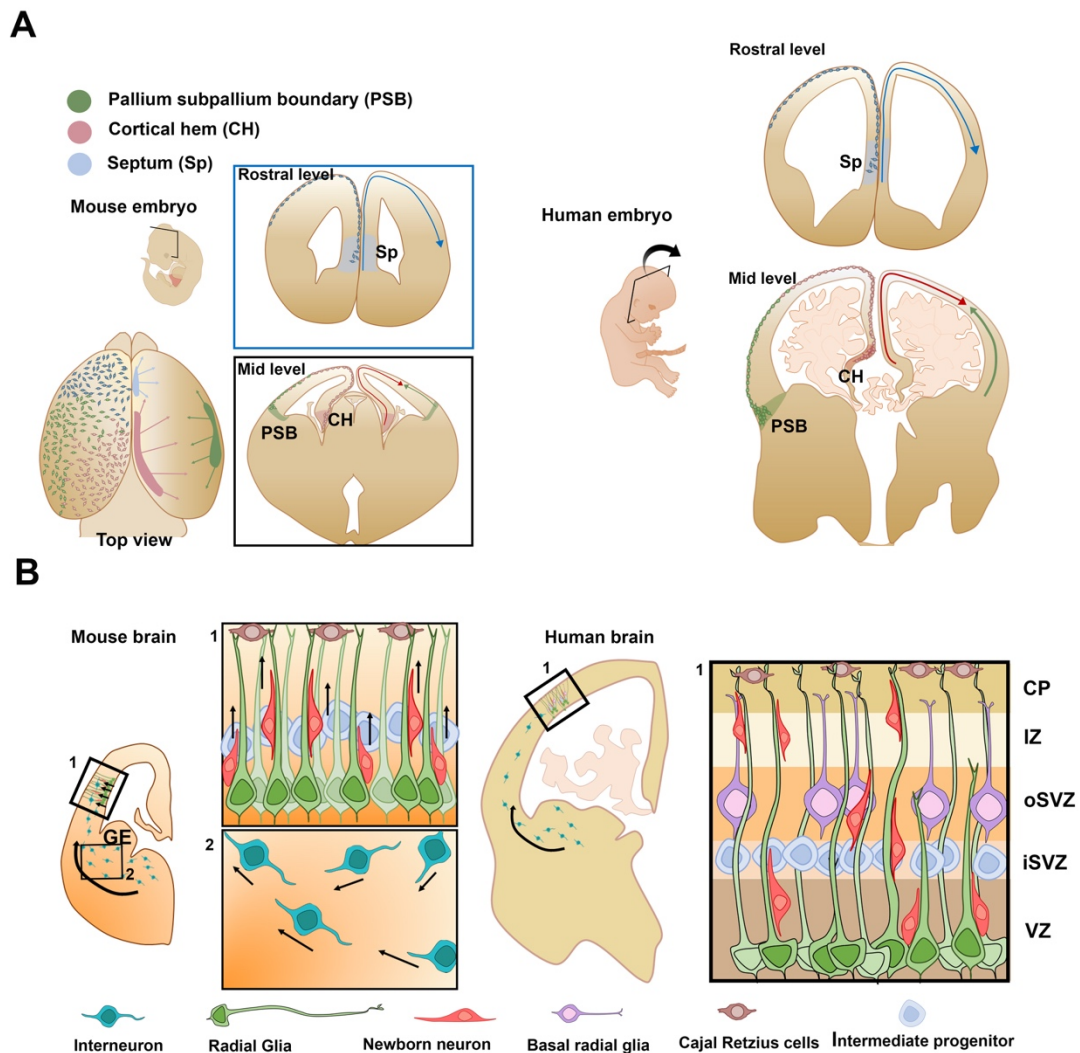 A
Pallium subpallium boundary (PSB)
Cortical hem (CH)
Septum (Sp)
Mouse embryo
Rostral level
Sp
Mid level
PSB
CH
Top view
Human embryo
Rostral level
Sp
Mid level
CH
PSB
B
Mouse brain
1
GE
2
1
2
Human brain
1
1
CP
IZ
oSVZ
iSVZ
VZ
Interneuron
Radial Glia
Newborn neuron
Basal radial glia
Cajal Retzius cells
Intermediate progenitor